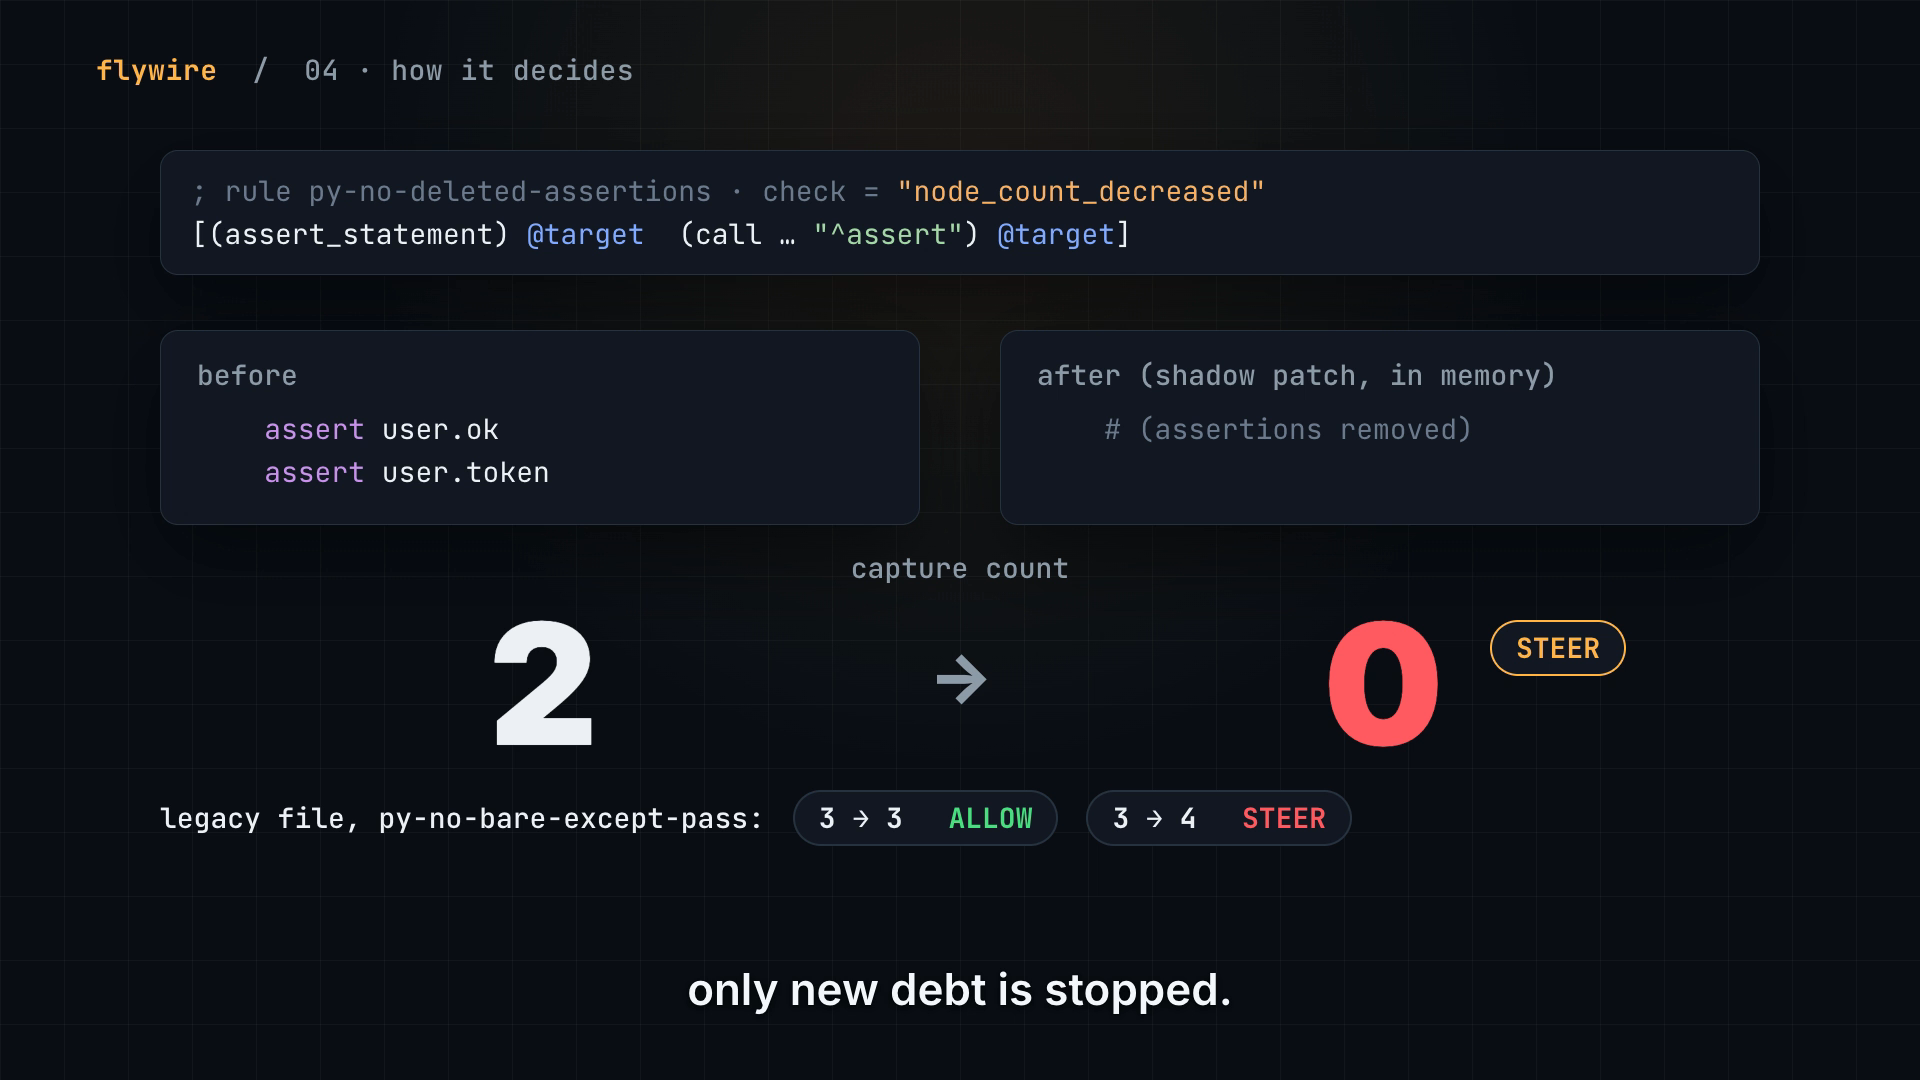 flywire / 04 · how it decides
; rule py-no-deleted-assertions · check = "node_count_decreased"
[(assert_statement) @target (call … "^assert") @target]
before
assert user.ok
assert user.token
after (shadow patch, in memory)
# (assertions removed)
capture count
2 → 0 STEER
legacy file, py-no-bare-except-pass: 3 → 3 ALLOW 3 → 4 STEER
only new debt is stopped.